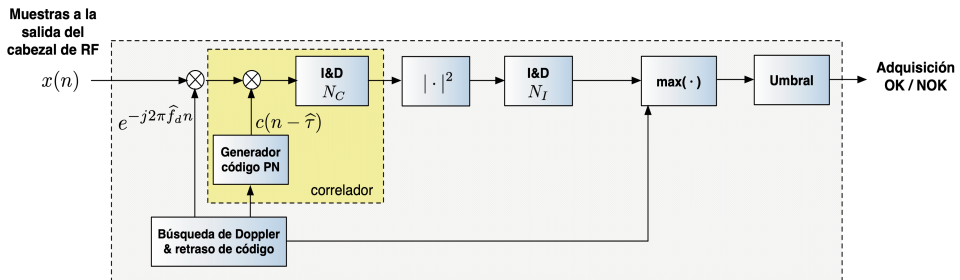 Muestras a la
salida del
cabezal de RF
x(n)
e^{-j2π\hat{f}_d n}
c(n − \hat{τ})
I&D
N_C
Generador
código PN
correlador
Búsqueda de Doppler
& retraso de código
| · |²
I&D
N_I
max( · )
Umbral
Adquisición
OK / NOK